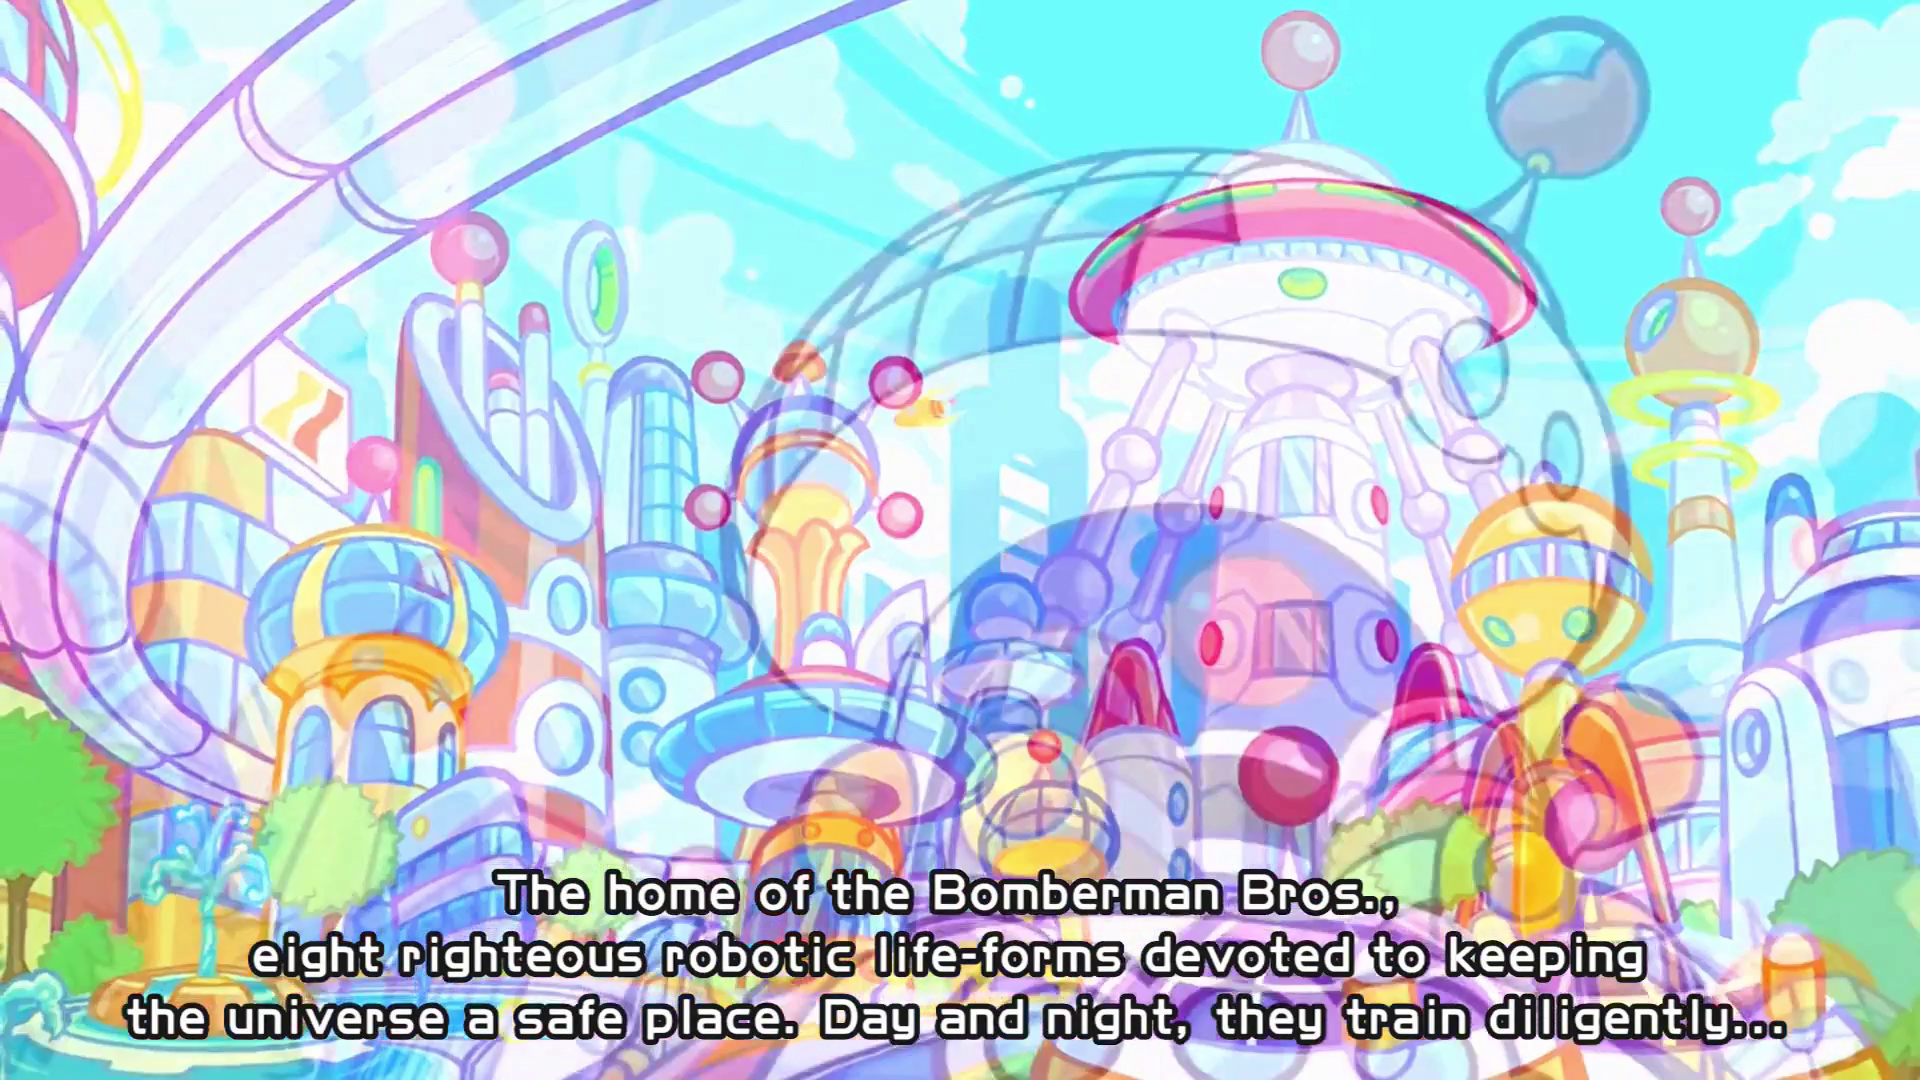 The home of the Bomberman Bros.,
eight righteous robotic life-forms devoted to keeping
the universe a safe place. Day and night, they train diligently...